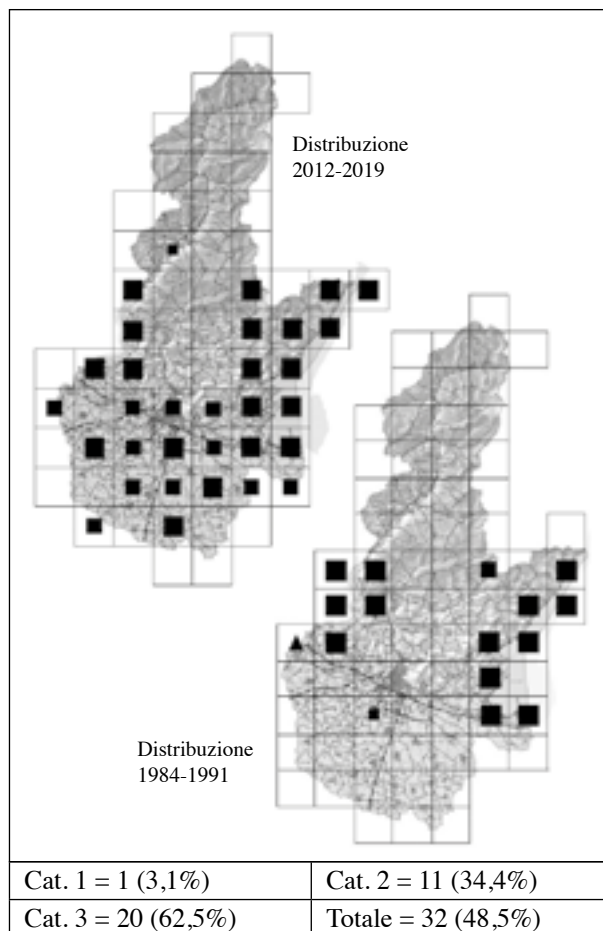 Distribuzione
2012-2019
Distribuzione
1984-1991
Cat. 1 = 1 (3,1%)
Cat. 2 = 11 (34,4%)
Cat. 3 = 20 (62,5%)
Totale = 32 (48,5%)